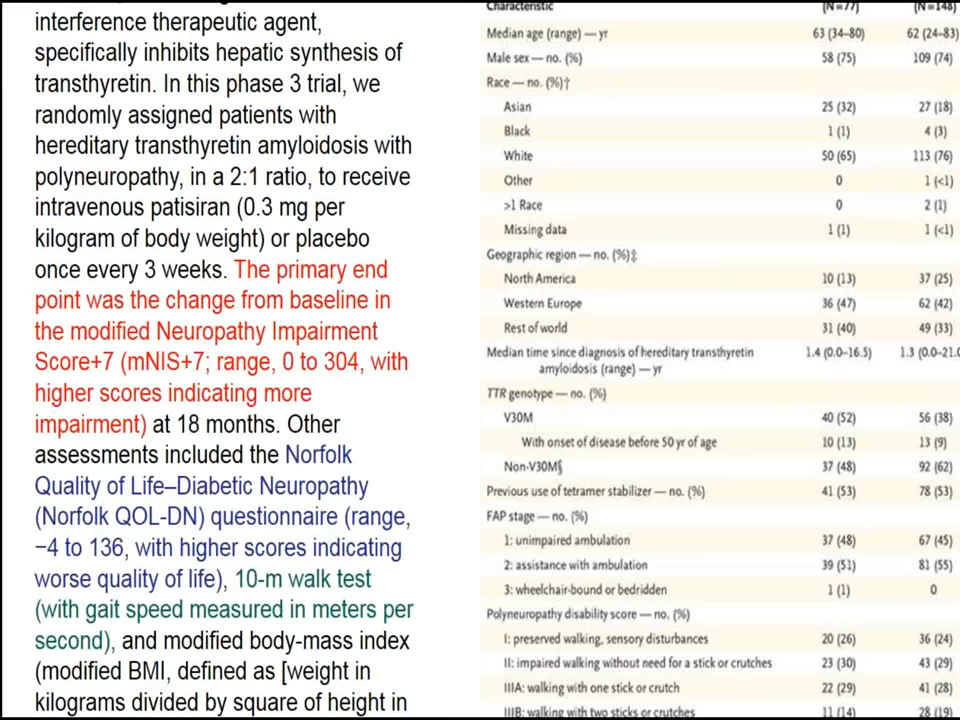 interference therapeutic agent,
specifically inhibits hepatic synthesis of
transthyretin. In this phase 3 trial, we
randomly assigned patients with
hereditary transthyretin amyloidosis with
polyneuropathy, in a 2:1 ratio, to receive
intravenous patisiran (0.3 mg per
kilogram of body weight) or placebo
once every 3 weeks. The primary end
point was the change from baseline in
the modified Neuropathy Impairment
Score+7 (mNIS+7; range, 0 to 304, with
higher scores indicating more
impairment) at 18 months. Other
assessments included the Norfolk
Quality of Life–Diabetic Neuropathy
(Norfolk QOL-DN) questionnaire (range,
−4 to 136, with higher scores indicating
worse quality of life), 10-m walk test
(with gait speed measured in meters per
second), and modified body-mass index
(modified BMI, defined as [weight in
kilograms divided by square of height in
Characteristic (N=77) (N=148)
Median age (range) — yr 63 (34–80) 62 (24–83)
Male sex — no. (%) 58 (75) 109 (74)
Race — no. (%)†
Asian 25 (32) 27 (18)
Black 1 (1) 4 (3)
White 50 (65) 113 (76)
Other 0 1 (<1)
>1 Race 0 2 (1)
Missing data 1 (1) 1 (<1)
Geographic region — no. (%)‡
North America 10 (13) 37 (25)
Western Europe 36 (47) 62 (42)
Rest of world 31 (40) 49 (33)
Median time since diagnosis of hereditary transthyretin 1.4 (0.0–16.5) 1.3 (0.0–21.0
amyloidosis (range) — yr
TTR genotype — no. (%)
V30M 40 (52) 56 (38)
With onset of disease before 50 yr of age 10 (13) 13 (9)
Non-V30M§ 37 (48) 92 (62)
Previous use of tetramer stabilizer — no. (%) 41 (53) 78 (53)
FAP stage — no. (%)
1: unimpaired ambulation 37 (48) 67 (45)
2: assistance with ambulation 39 (51) 81 (55)
3: wheelchair-bound or bedridden 1 (1) 0
Polyneuropathy disability score — no. (%)
I: preserved walking, sensory disturbances 20 (26) 36 (24)
II: impaired walking without need for a stick or crutches 23 (30) 43 (29)
IIIA: walking with one stick or crutch 22 (29) 41 (28)
IIIB: walking with two sticks or crutches 11 (14) 28 (19)